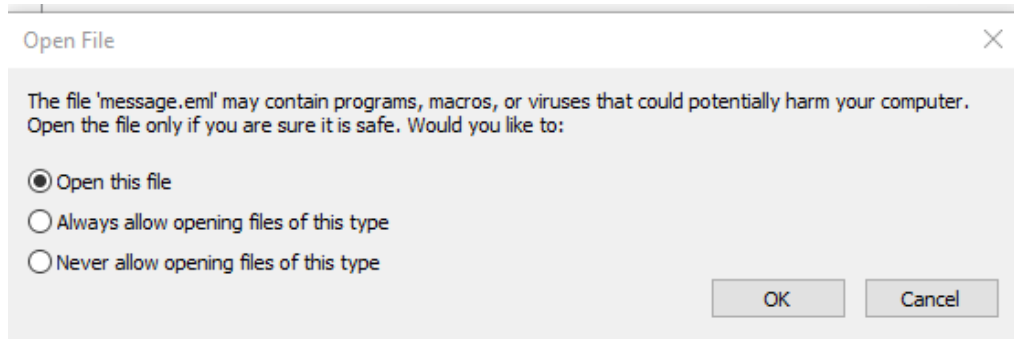 Open File
The file 'message.eml' may contain programs, macros, or viruses that could potentially harm your computer.
Open the file only if you are sure it is safe. Would you like to:
Open this file
Always allow opening files of this type
Never allow opening files of this type
OK Cancel